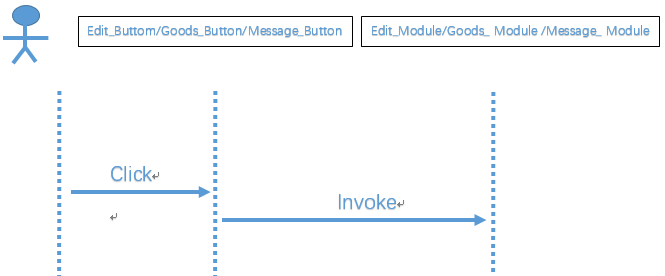 Edit_Buttom/Goods_Button/Message_Button
Edit_Module/Goods_ Module /Message_ Module
Click
Invoke